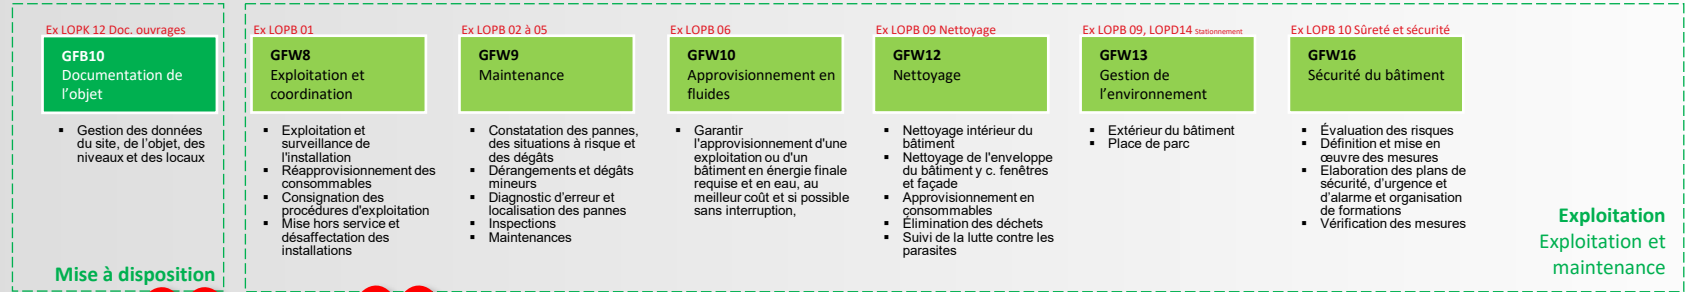 Ex LOPK 12 Doc. ouvrages
GFB10
Documentation de
l'objet
▪ Gestion des données
du site, de l'objet, des
niveaux et des locaux
Mise à disposition
Ex LOPB 01
GFW8
Exploitation et
coordination
▪ Exploitation et
surveillance de
l'installation
▪ Réapprovisionnement des
consommables
▪ Consignation des
procédures d'exploitation
▪ Mise hors service et
désaffectation des
installations
Ex LOPB 02 à 05
GFW9
Maintenance
▪ Constatation des pannes,
des situations à risque et
des dégâts
▪ Dérangements et dégâts
mineurs
▪ Diagnostic d'erreur et
localisation des pannes
▪ Inspections
▪ Maintenances
Ex LOPB 06
GFW10
Approvisionnement en
fluides
▪ Garantir
l'approvisionnement d'une
exploitation ou d'un
bâtiment en énergie finale
requise et en eau, au
meilleur coût et si possible
sans interruption,
Ex LOPB 09 Nettoyage
GFW12
Nettoyage
▪ Nettoyage intérieur du
bâtiment
▪ Nettoyage de l'enveloppe
du bâtiment y c. fenêtres
et façade
▪ Approvisionnement en
consommables
▪ Élimination des déchets
▪ Suivi de la lutte contre les
parasites
Ex LOPB 09, LOPD14 Stationnement
GFW13
Gestion de
l'environnement
▪ Extérieur du bâtiment
▪ Place de parc
Ex LOPB 10 Sûreté et sécurité
GFW16
Sécurité du bâtiment
▪ Évaluation des risques
▪ Définition et mise en
œuvre des mesures
▪ Elaboration des plans de
sécurité, d'urgence et
d'alarme et organisation
de formations
▪ Vérification des mesures
Exploitation
Exploitation et
maintenance